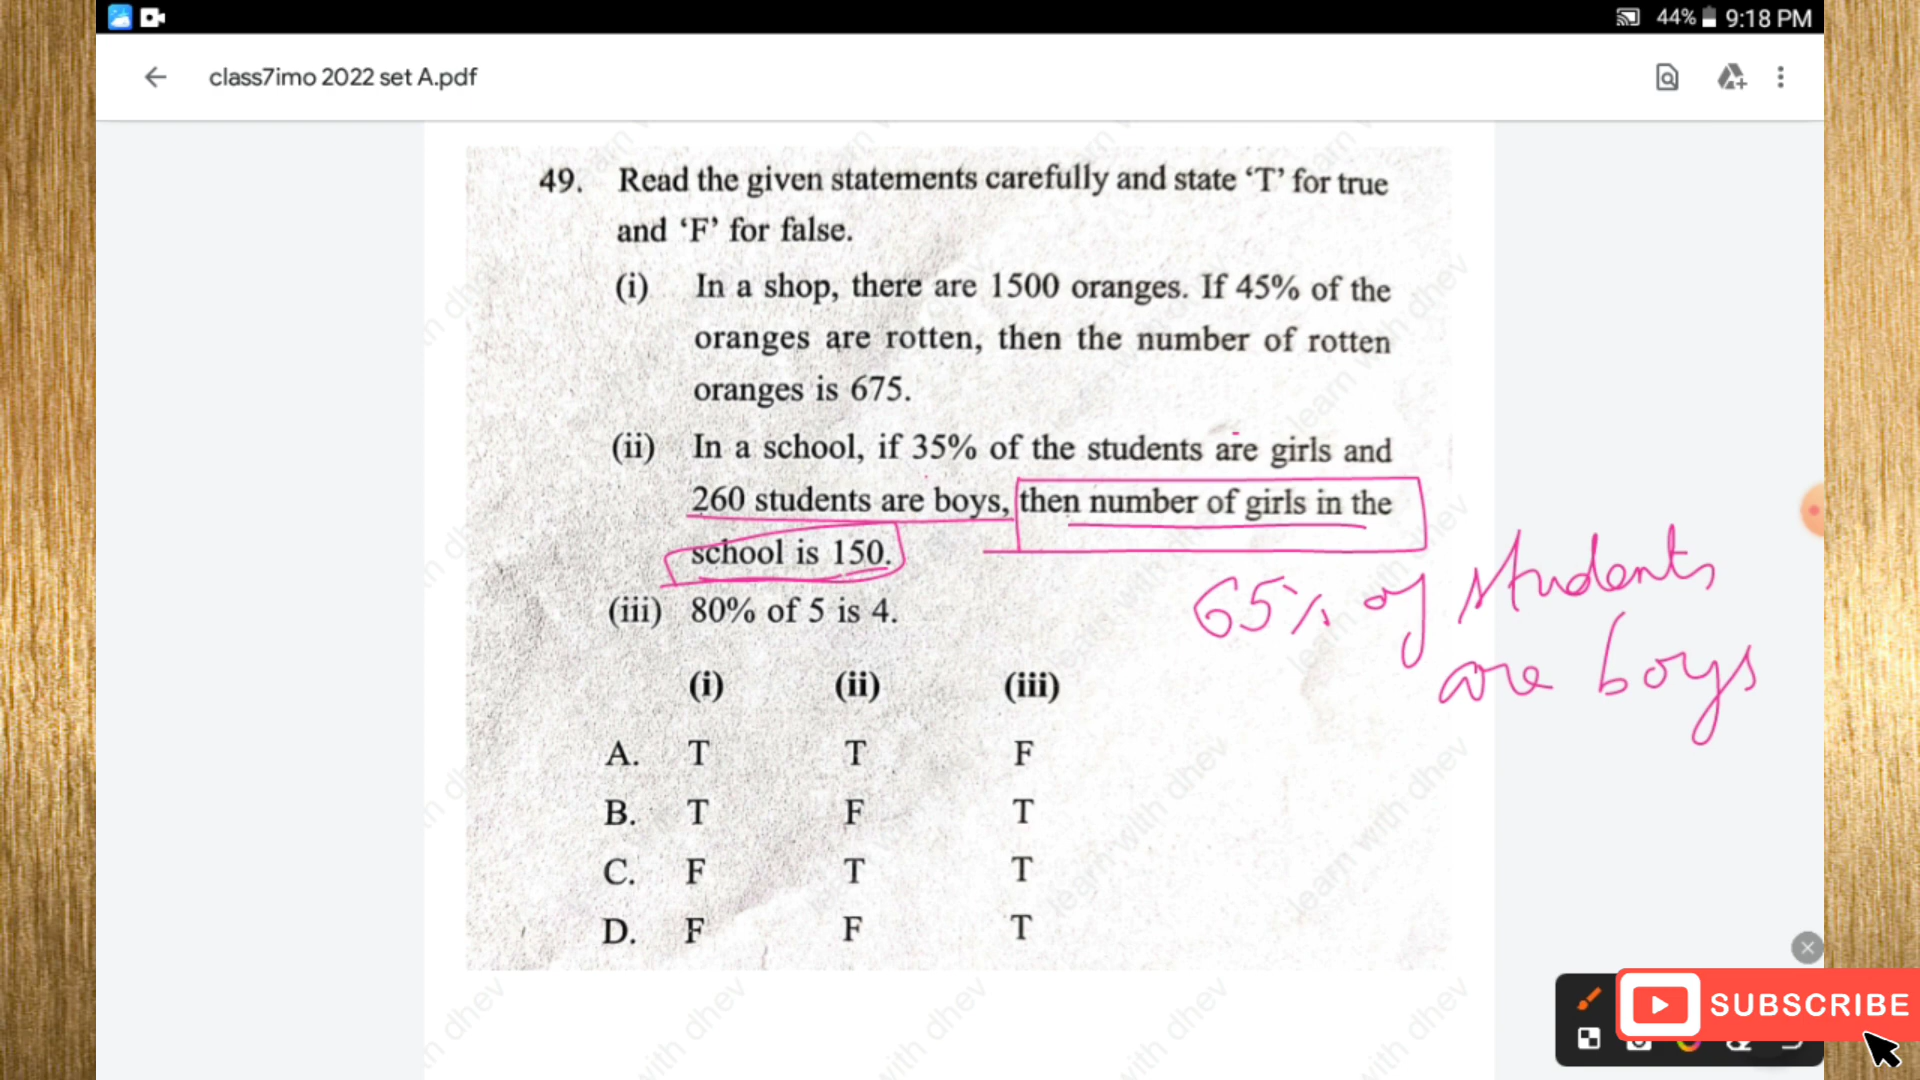 44% 9:18 PM
class7imo 2022 set A.pdf
49. Read the given statements carefully and state ‘T’ for true
and ‘F’ for false.
(i) In a shop, there are 1500 oranges. If 45% of the
oranges are rotten, then the number of rotten
oranges is 675.
(ii) In a school, if 35% of the students are girls and
260 students are boys, then number of girls in the
school is 150.
65% of students
are boys
(iii) 80% of 5 is 4.
(i) (ii) (iii)
A. T T F
B. T F T
C. F T T
D. F F T
learn with dhev
SUBSCRIBE